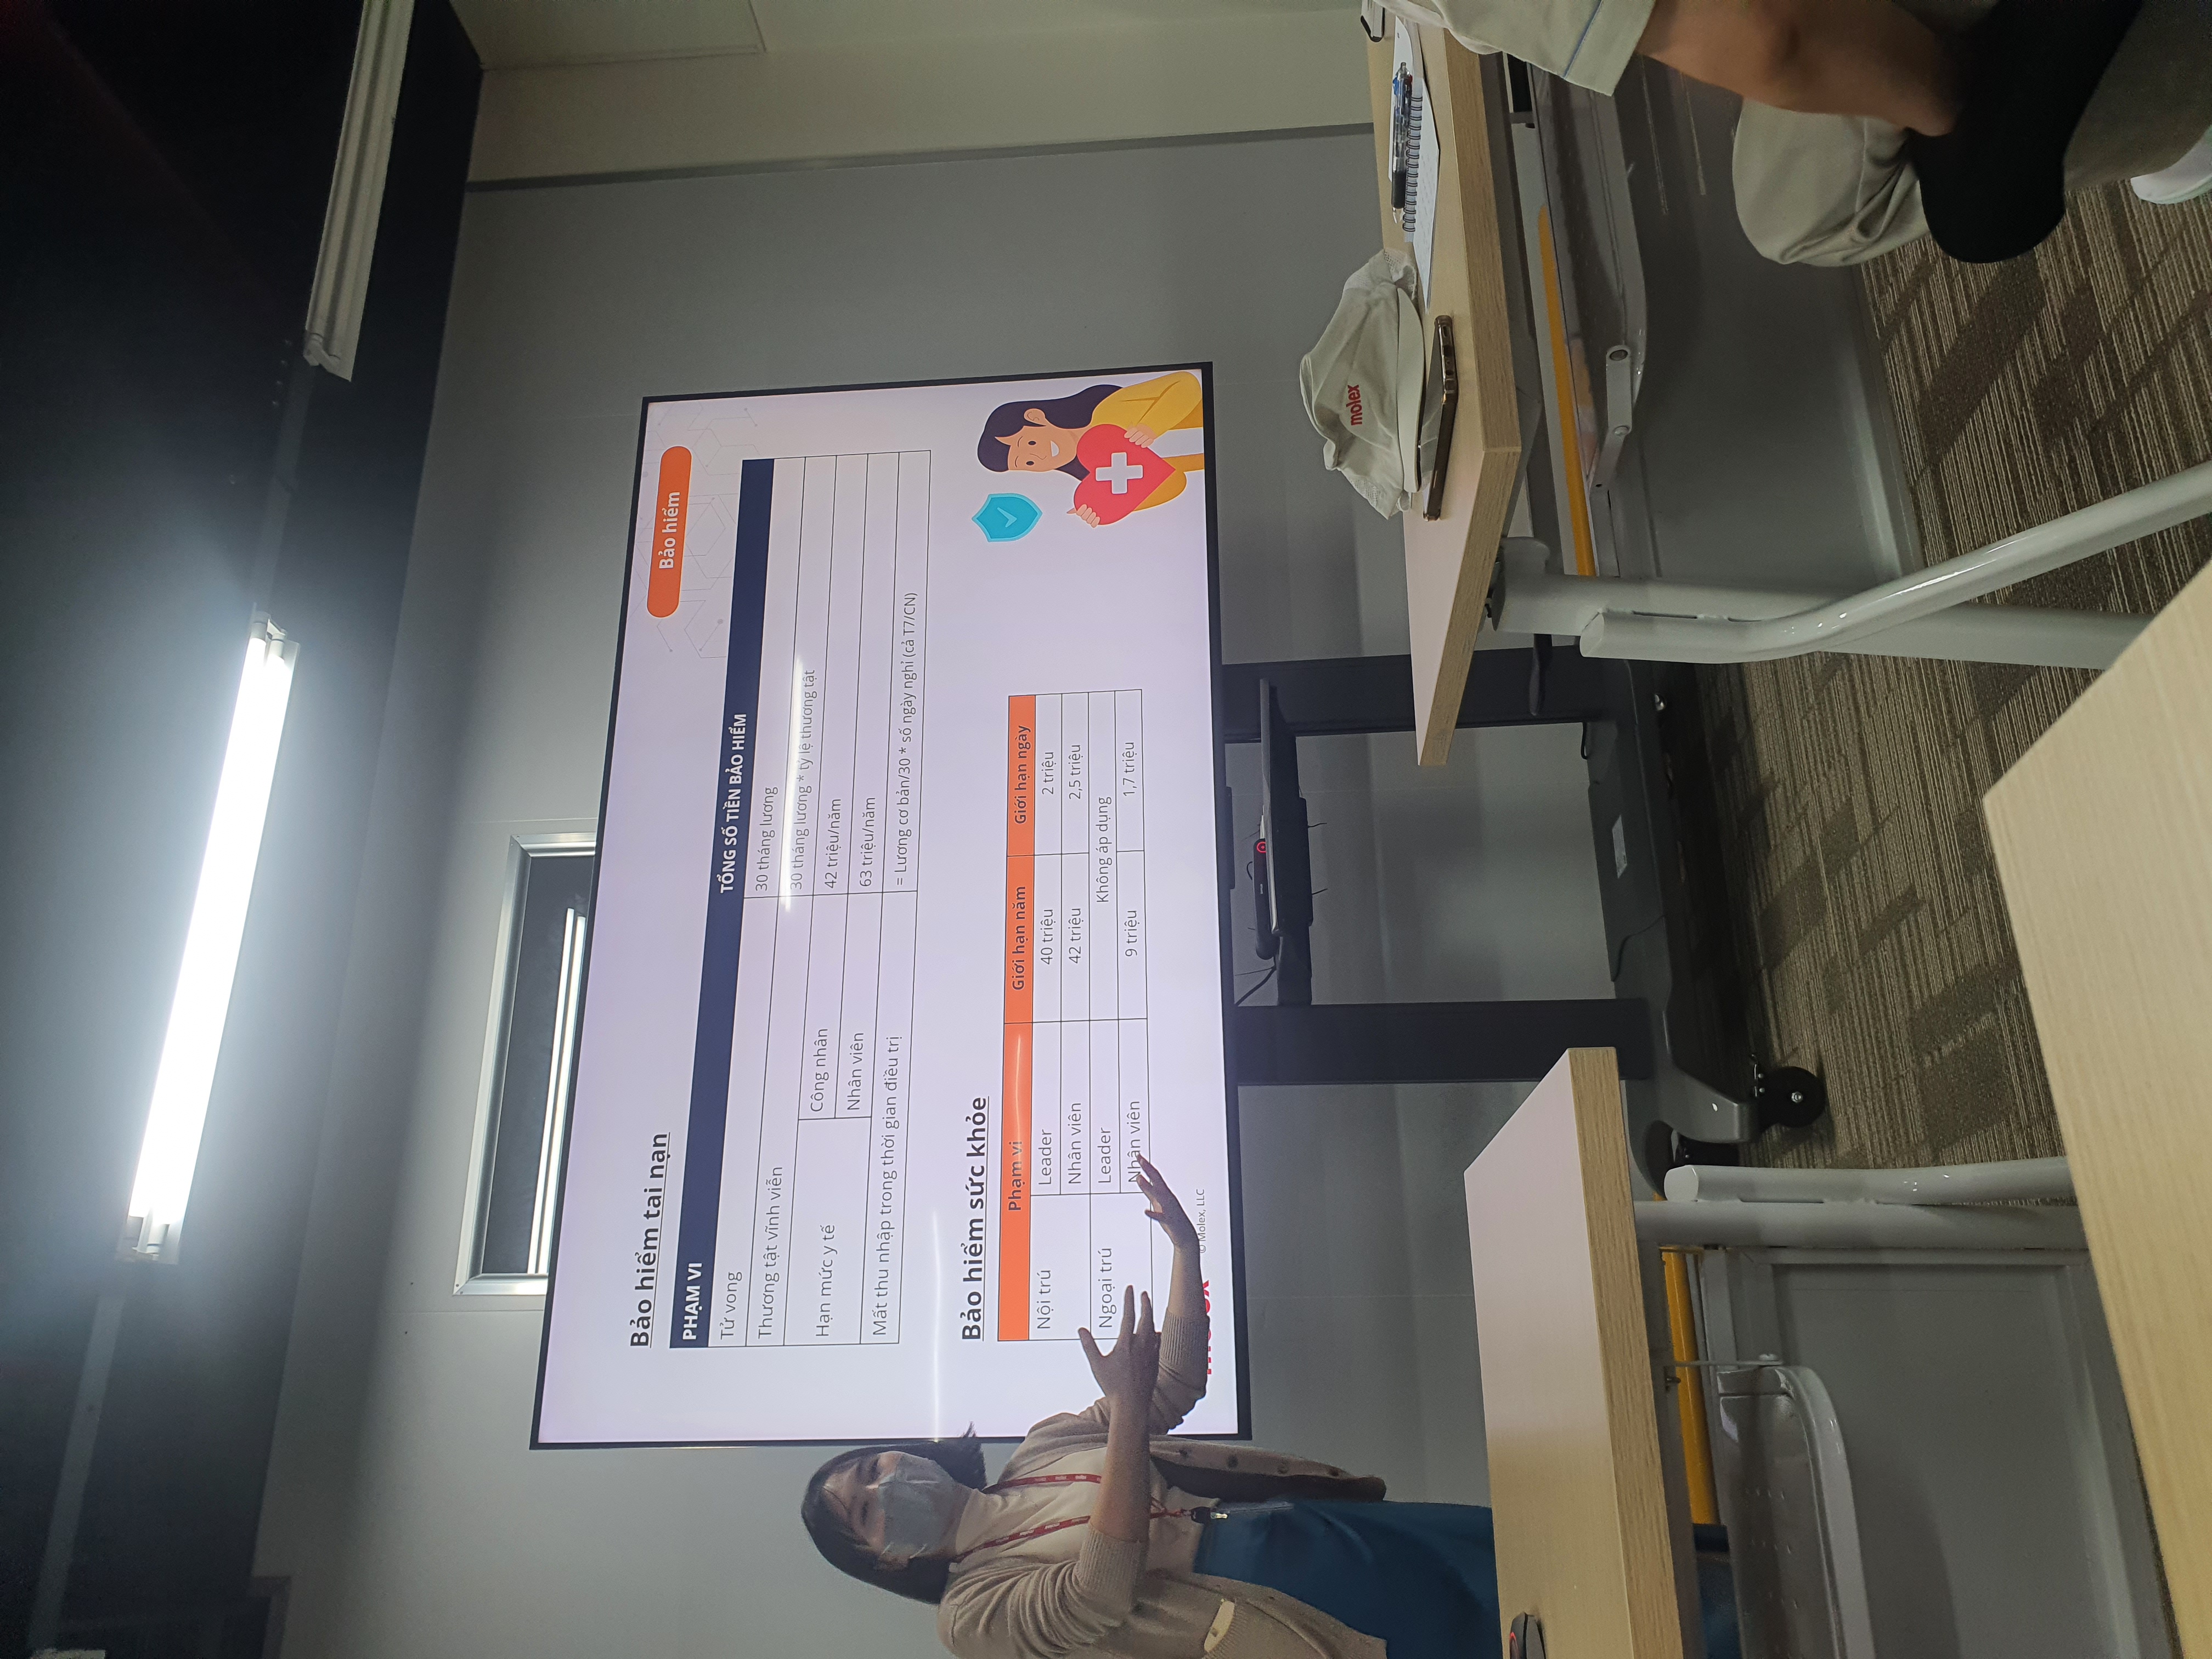 Bảo hiểm tai nạn
Bảo hiểm
PHẠM VI TỔNG SỐ TIỀN BẢO HIỂM
Tử vong 30 tháng lương
Thương tật vĩnh viễn 30 tháng lương * tỷ lệ thương tật
Hạn mức y tế Công nhân 42 triệu/năm
Nhân viên 63 triệu/năm
Mất thu nhập trong thời gian điều trị = Lương cơ bản/30 * số ngày nghỉ (cả T7/CN)
Bảo hiểm sức khỏe
Phạm vi Giới hạn năm Giới hạn ngày
Nội trú Leader 40 triệu 2 triệu
Nhân viên 42 triệu 2,5 triệu
Ngoại trú Leader Không áp dụng
Nhân viên 9 triệu 1,7 triệu
molex © Molex, LLC
molex